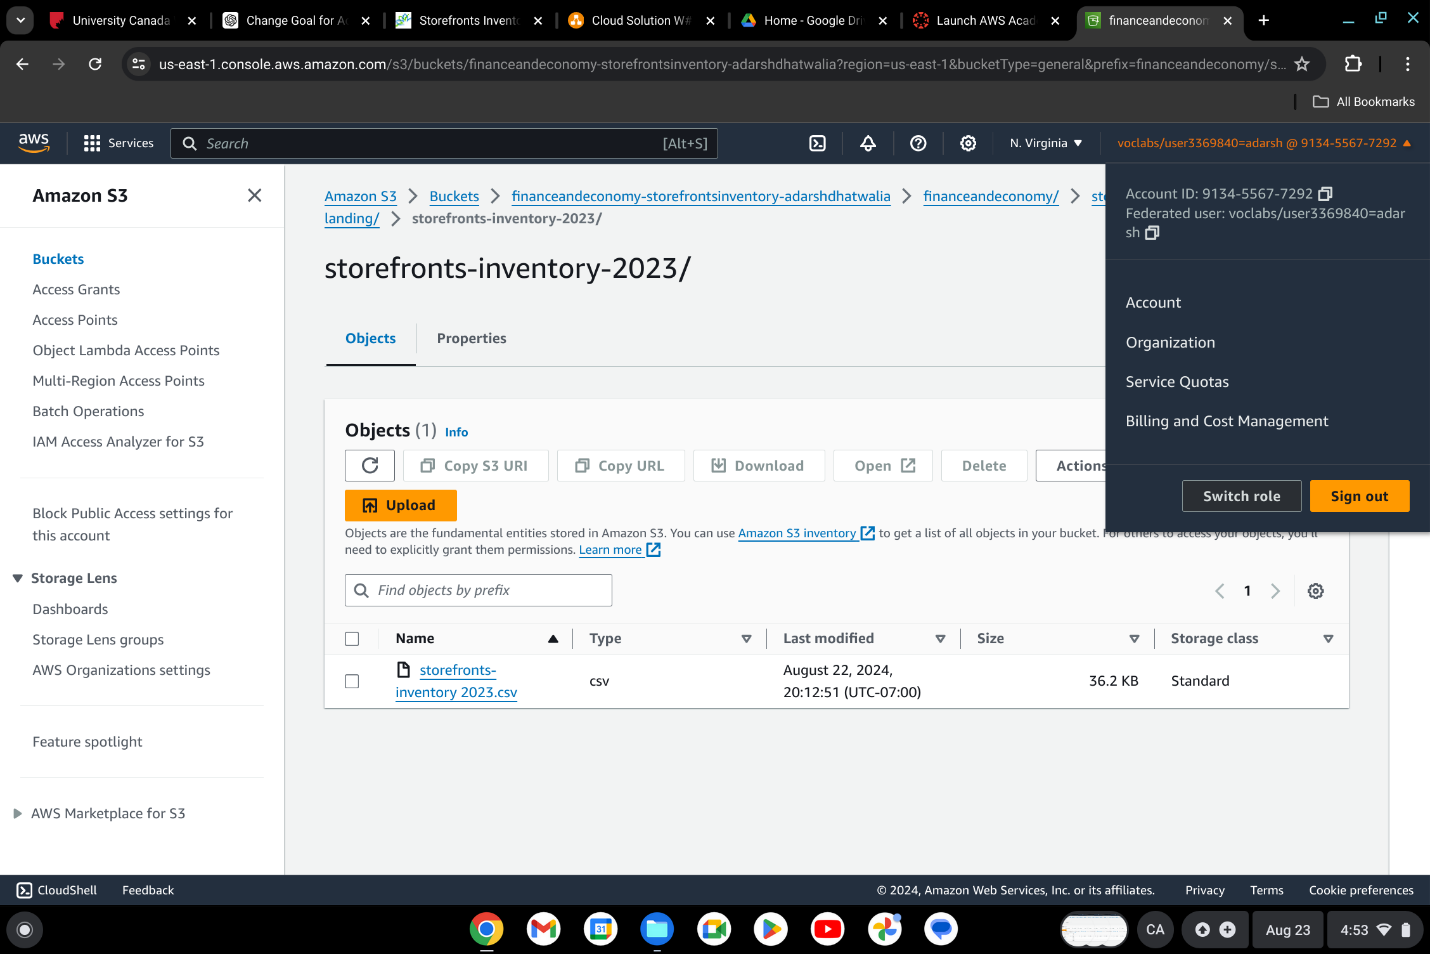 University Canada
Change Goal for A
Storefronts Invent
Cloud Solution W#
Home - Google Dri
Launch AWS Acad
financeandeconom
us-east-1.console.aws.amazon.com/s3/buckets/financeandeconomy-storefrontsinventory-adarshdhatwalia?region=us-east-1&bucketType=general&prefix=financeandeconomy/s...
All Bookmarks
aws
Services
Search
[Alt+S]
N. Virginia
voclabs/user3369840=adarsh @ 9134-5567-7292
Account ID: 9134-5567-7292
Federated user: voclabs/user3369840=adar
sh
Account
Organization
Service Quotas
Billing and Cost Management
Switch role
Sign out
Amazon S3
Buckets
Access Grants
Access Points
Object Lambda Access Points
Multi-Region Access Points
Batch Operations
IAM Access Analyzer for S3
Block Public Access settings for
this account
Storage Lens
Dashboards
Storage Lens groups
AWS Organizations settings
Feature spotlight
AWS Marketplace for S3
Amazon S3
Buckets
financeandeconomy-storefrontsinventory-adarshdhatwalia
financeandeconomy/
st
landing/
storefronts-inventory-2023/
storefronts-inventory-2023/
Objects
Properties
Objects (1) Info
Copy S3 URI
Copy URL
Download
Open
Delete
Actions
Upload
Objects are the fundamental entities stored in Amazon S3. You can use Amazon S3 inventory to get a list of all objects in your bucket. For others to access your objects, you'll
need to explicitly grant them permissions. Learn more
Find objects by prefix
1
Name
Type
Last modified
Size
Storage class
storefronts-
inventory 2023.csv
csv
August 22, 2024,
20:12:51 (UTC-07:00)
36.2 KB
Standard
CloudShell
Feedback
© 2024, Amazon Web Services, Inc. or its affiliates.
Privacy
Terms
Cookie preferences
31
CA
Aug 23
4:53